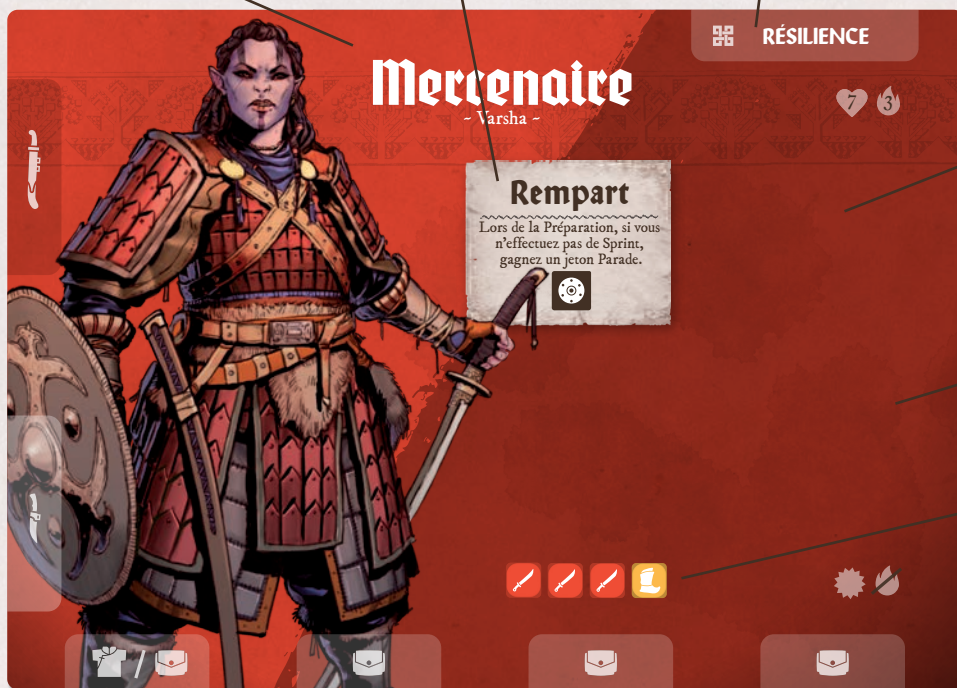 RÉSILIENCE
Mercenaire
~ Varsha ~
7 3
Rempart
Lors de la Préparation, si vous
n'effectuez pas de Sprint,
gagnez un jeton Parade.
/